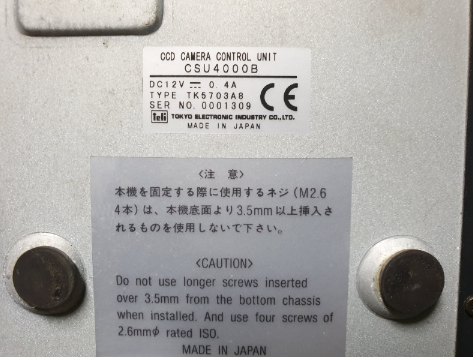 CCD CAMERA CONTROL UNIT
CSU4000B
DC12V ⎓ 0.4A
TYPE TK5703A8
SER NO. 0001309
CE
Teli TOKYO ELECTRONIC INDUSTRY CO.,LTD.
MADE IN JAPAN
<注 意>
本機を固定する際に使用するネジ(M2.6
4本)は、本機底面より3.5mm以上挿入さ
れるものを使用しないで下さい。
<CAUTION>
Do not use longer screws inserted
over 3.5mm from the bottom chassis
when installed. And use four screws of
2.6mmϕ rated ISO.
MADE IN JAPAN